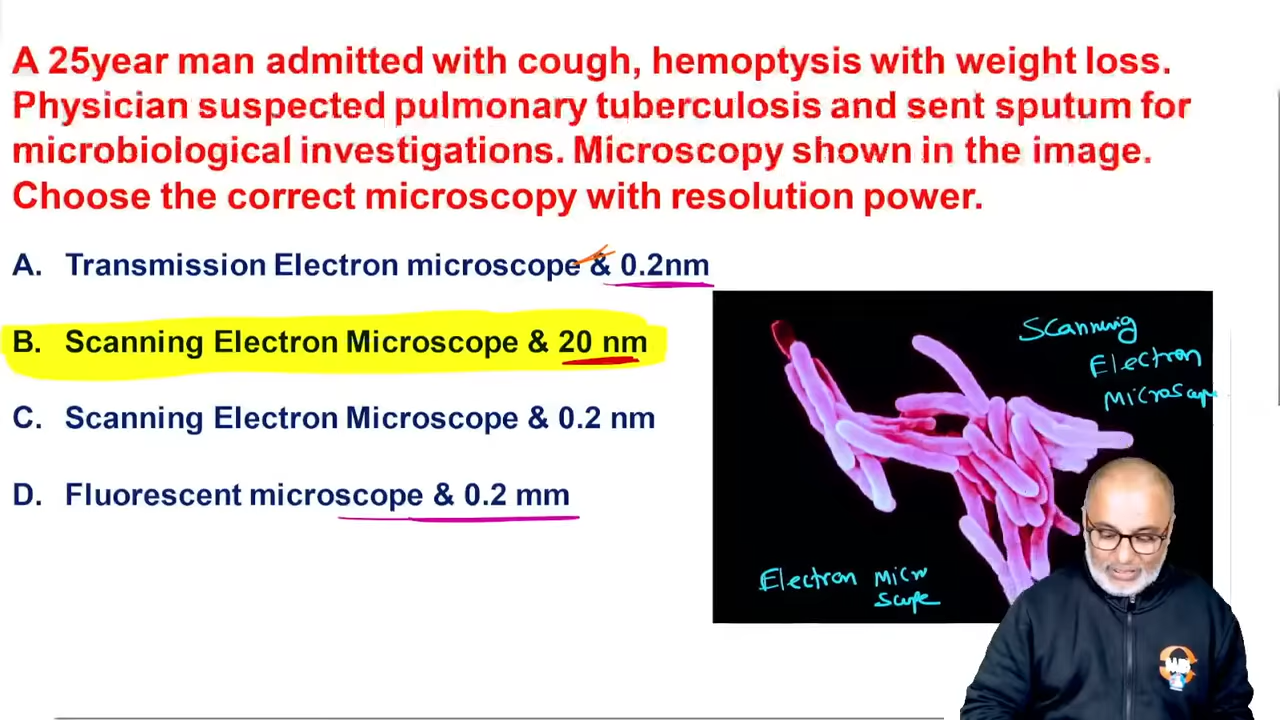 A 25year man admitted with cough, hemoptysis with weight loss.
Physician suspected pulmonary tuberculosis and sent sputum for
microbiological investigations. Microscopy shown in the image.
Choose the correct microscopy with resolution power.
A. Transmission Electron microscope & 0.2nm
B. Scanning Electron Microscope & 20 nm
C. Scanning Electron Microscope & 0.2 nm
D. Fluorescent microscope & 0.2 mm
Scanning
Electron
Microscope
Electron Micro
Scope